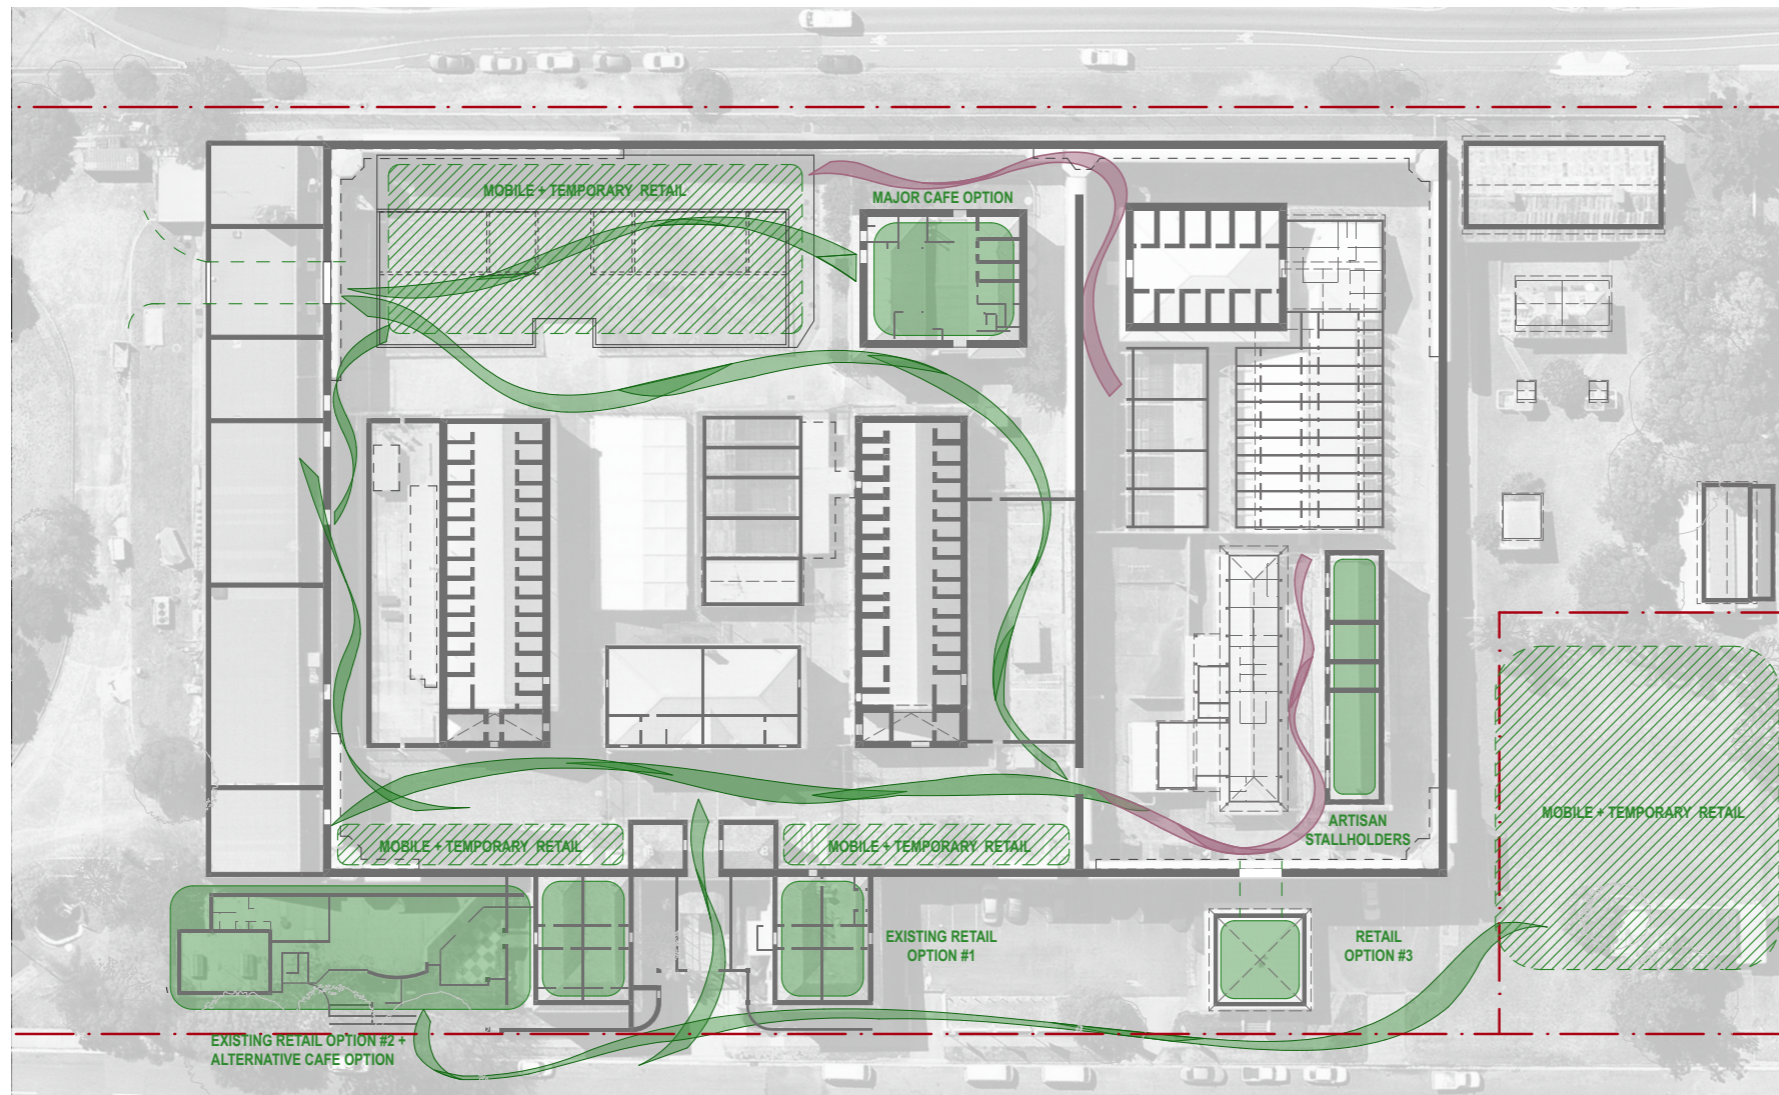 MOBILE + TEMPORARY RETAIL
MAJOR CAFE OPTION
MOBILE + TEMPORARY RETAIL
ARTISAN
STALLHOLDERS
MOBILE + TEMPORARY RETAIL
MOBILE + TEMPORARY RETAIL
EXISTING RETAIL
OPTION #1
RETAIL
OPTION #3
EXISTING RETAIL OPTION #2 +
ALTERNATIVE CAFE OPTION